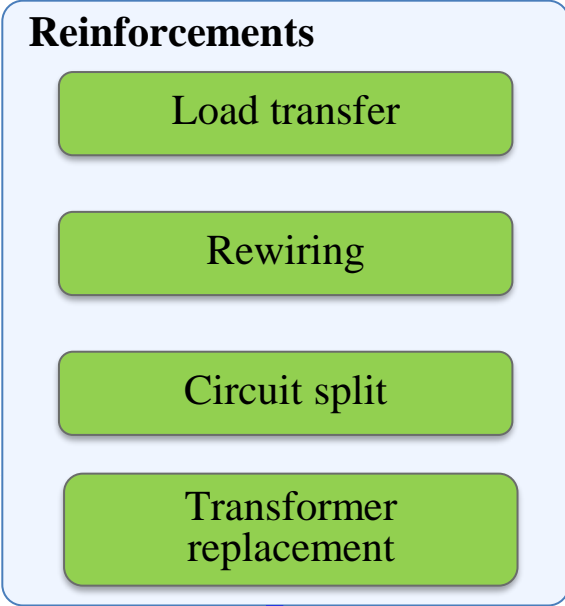 Reinforcements
Load transfer
Rewiring
Circuit split
Transformer
replacement